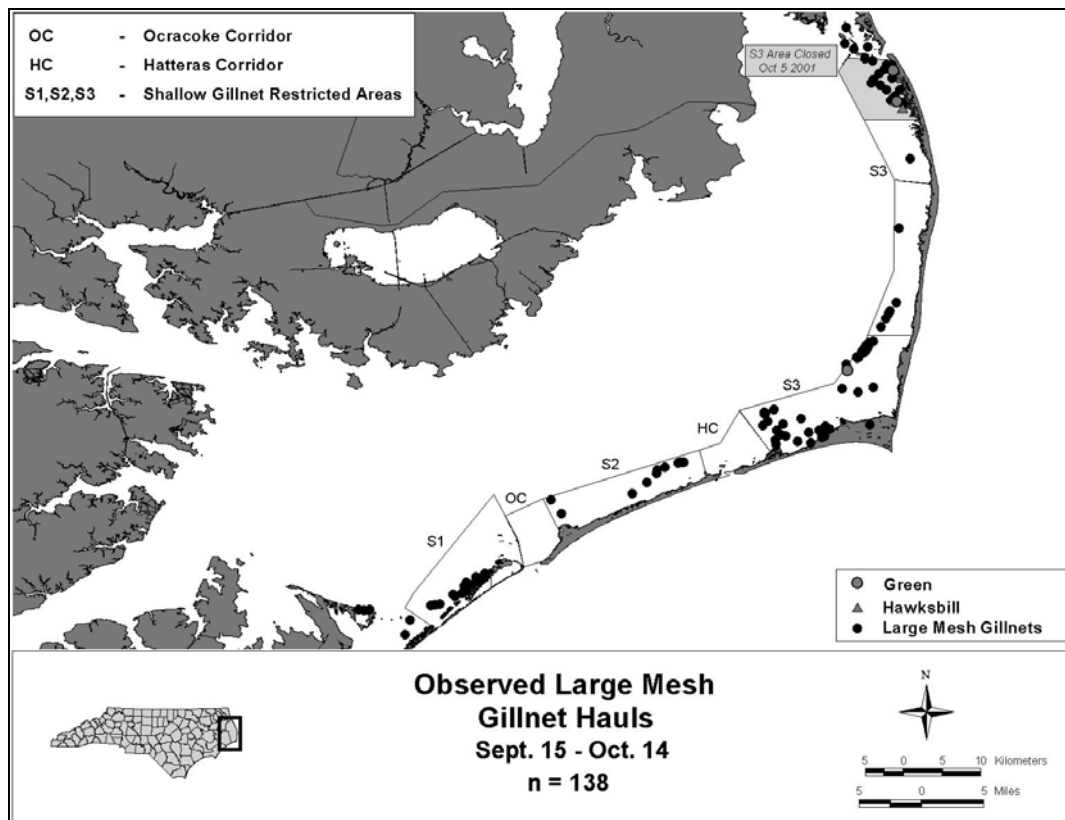 OC - Ocracoke Corridor
HC - Hatteras Corridor
S1,S2,S3 - Shallow Gillnet Restricted Areas
S3 Area Closed
Oct 5 2001
S3
S3
HC
S2
OC
S1
Green
Hawksbill
Large Mesh Gillnets
Observed Large Mesh
Gillnet Hauls
Sept. 15 - Oct. 14
n = 138
N
5 0 5 10 Kilometers
5 0 5 Miles